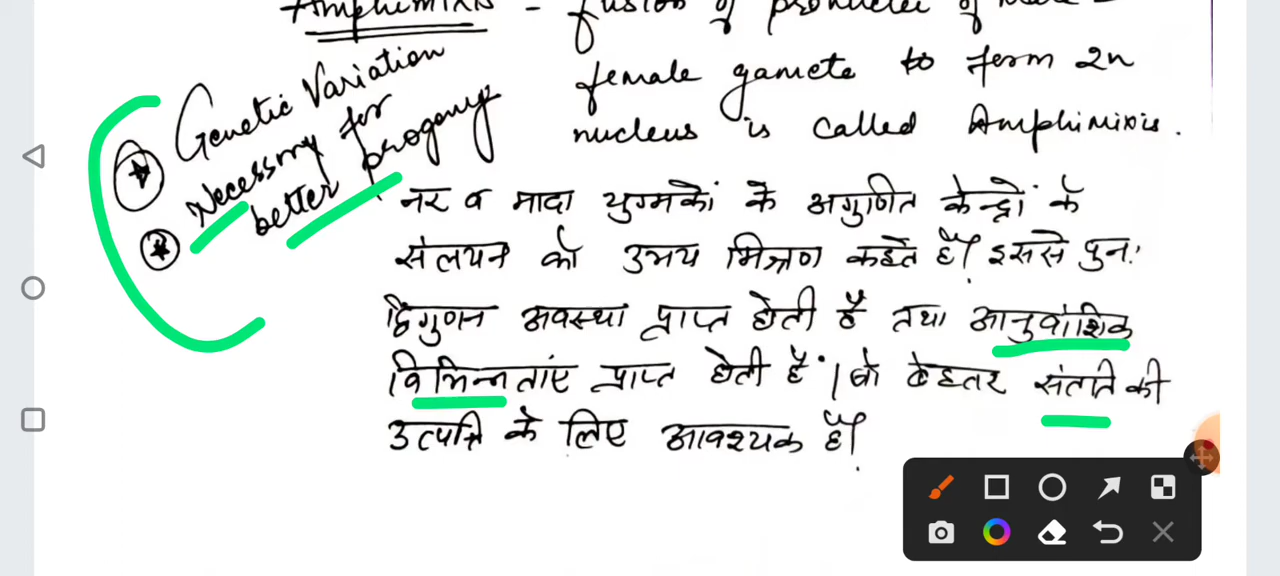 Amphimixis - fusion of pronuclei of male -
female gamete to form 2n
nucleus is called Amphimixis.
Genetic Variation
Necessary for
better progeny
नर व मादा युग्मकों के अगुणित केन्द्रों के
संलयन को उभय मिश्रण कहते हैं। इससे पुनः
द्विगुणन अवस्था प्राप्त होती है तथा आनुवांशिक
विभिन्नताएं प्राप्त होती हैं। जो बेहतर संतति की
उत्पत्ति के लिए आवश्यक हैं।